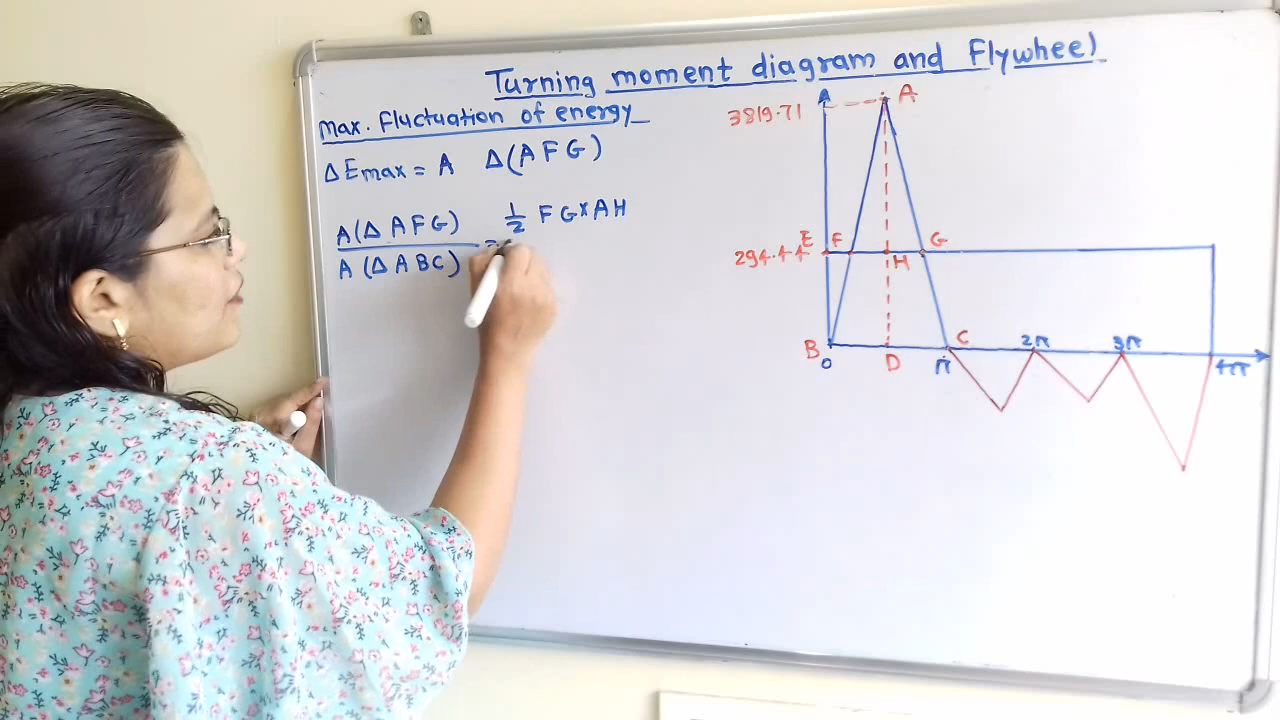 Turning moment diagram and Flywheel
max. Fluctuation of energy
ΔEmax = A Δ(AFG)
A(Δ AFG)
A (Δ ABC)
=
1/2 FG×AH
3819.71
A
E F G
294.44
H
B C 2π 3π
0 D π 4π